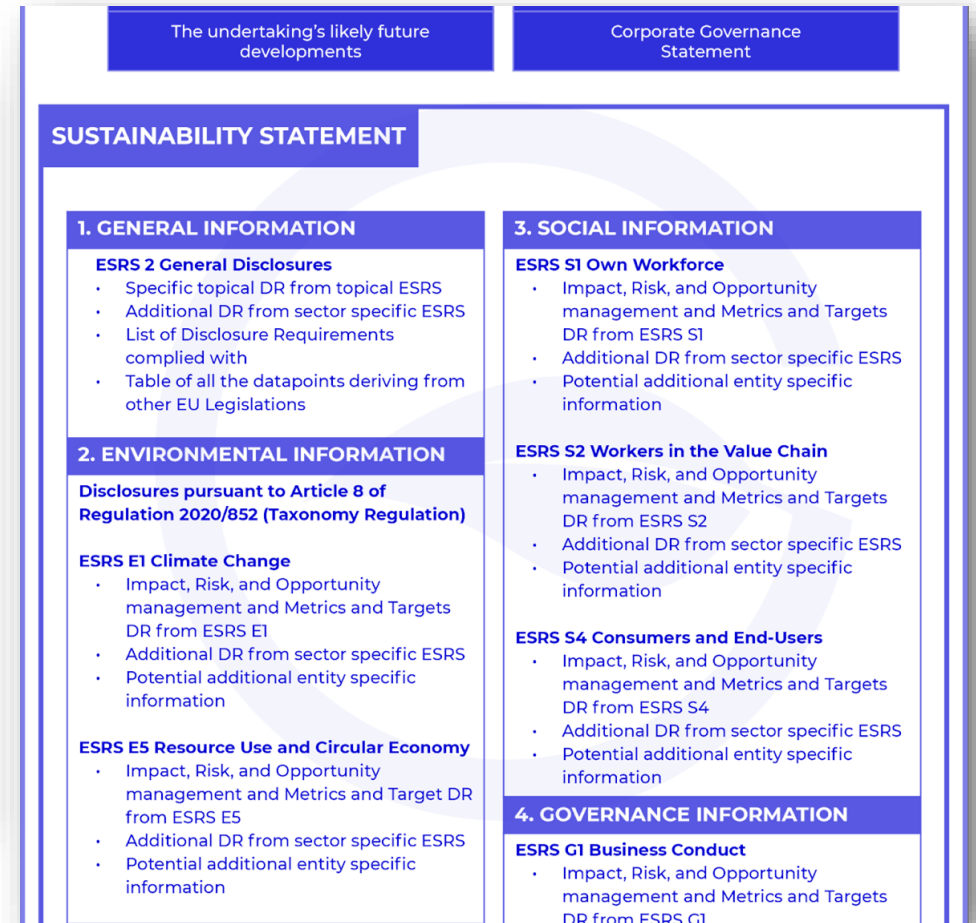 The undertaking's likely future
developments
Corporate Governance
Statement
SUSTAINABILITY STATEMENT
1. GENERAL INFORMATION
ESRS 2 General Disclosures
• Specific topical DR from topical ESRS
• Additional DR from sector specific ESRS
• List of Disclosure Requirements
complied with
• Table of all the datapoints deriving from
other EU Legislations
2. ENVIRONMENTAL INFORMATION
Disclosures pursuant to Article 8 of
Regulation 2020/852 (Taxonomy Regulation)
ESRS E1 Climate Change
• Impact, Risk, and Opportunity
management and Metrics and Targets
DR from ESRS E1
• Additional DR from sector specific ESRS
• Potential additional entity specific
information
ESRS E5 Resource Use and Circular Economy
• Impact, Risk, and Opportunity
management and Metrics and Target DR
from ESRS E5
• Additional DR from sector specific ESRS
• Potential additional entity specific
information
3. SOCIAL INFORMATION
ESRS S1 Own Workforce
• Impact, Risk, and Opportunity
management and Metrics and Targets
DR from ESRS S1
• Additional DR from sector specific ESRS
• Potential additional entity specific
information
ESRS S2 Workers in the Value Chain
• Impact, Risk, and Opportunity
management and Metrics and Targets
DR from ESRS S2
• Additional DR from sector specific ESRS
• Potential additional entity specific
information
ESRS S4 Consumers and End-Users
• Impact, Risk, and Opportunity
management and Metrics and Targets
DR from ESRS S4
• Additional DR from sector specific ESRS
• Potential additional entity specific
information
4. GOVERNANCE INFORMATION
ESRS G1 Business Conduct
• Impact, Risk, and Opportunity
management and Metrics and Targets
DR from ESRS G1